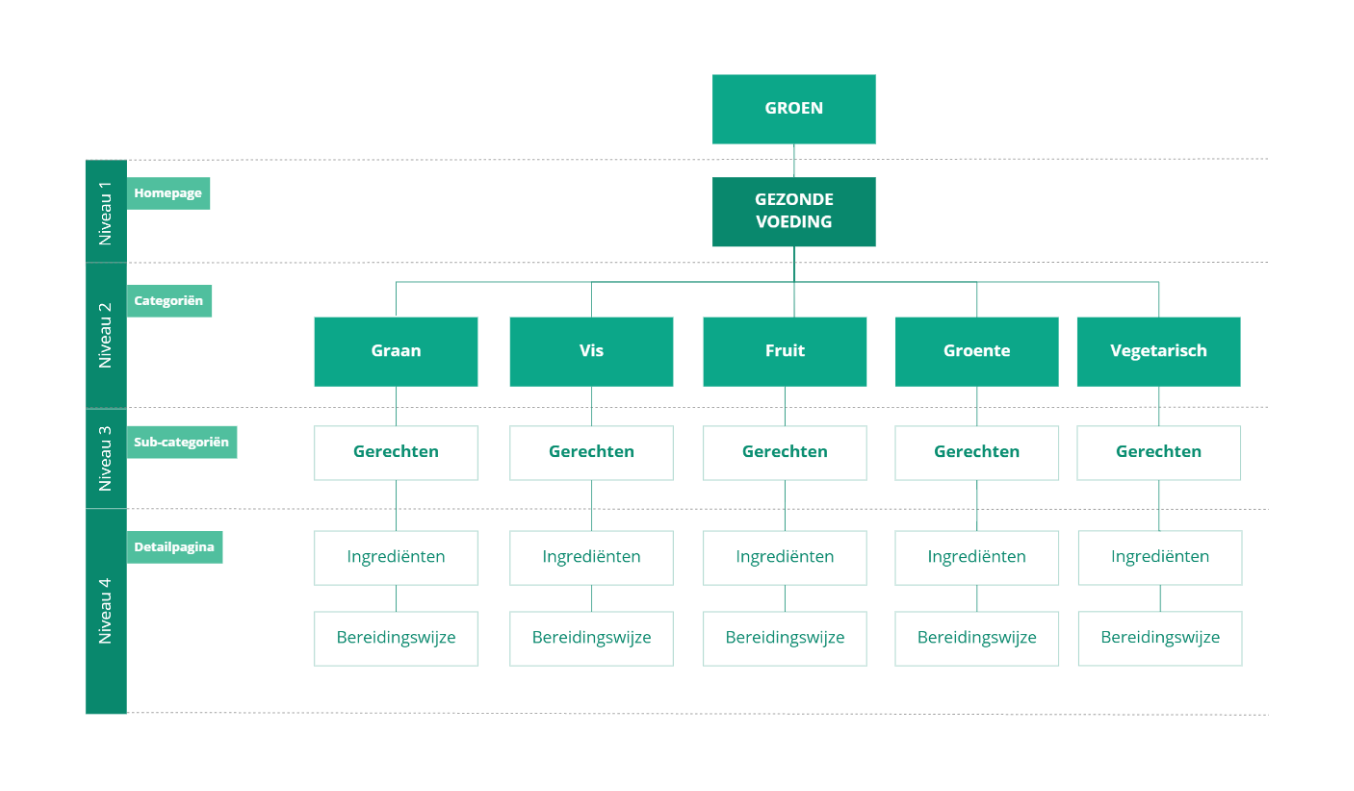 GROEN
Niveau 1
Homepage
GEZONDE
VOEDING
Niveau 2
Categoriën
Graan
Vis
Fruit
Groente
Vegetarisch
Niveau 3
Sub-categoriën
Gerechten
Gerechten
Gerechten
Gerechten
Gerechten
Niveau 4
Detailpagina
Ingrediënten
Ingrediënten
Ingrediënten
Ingrediënten
Ingrediënten
Bereidingswijze
Bereidingswijze
Bereidingswijze
Bereidingswijze
Bereidingswijze